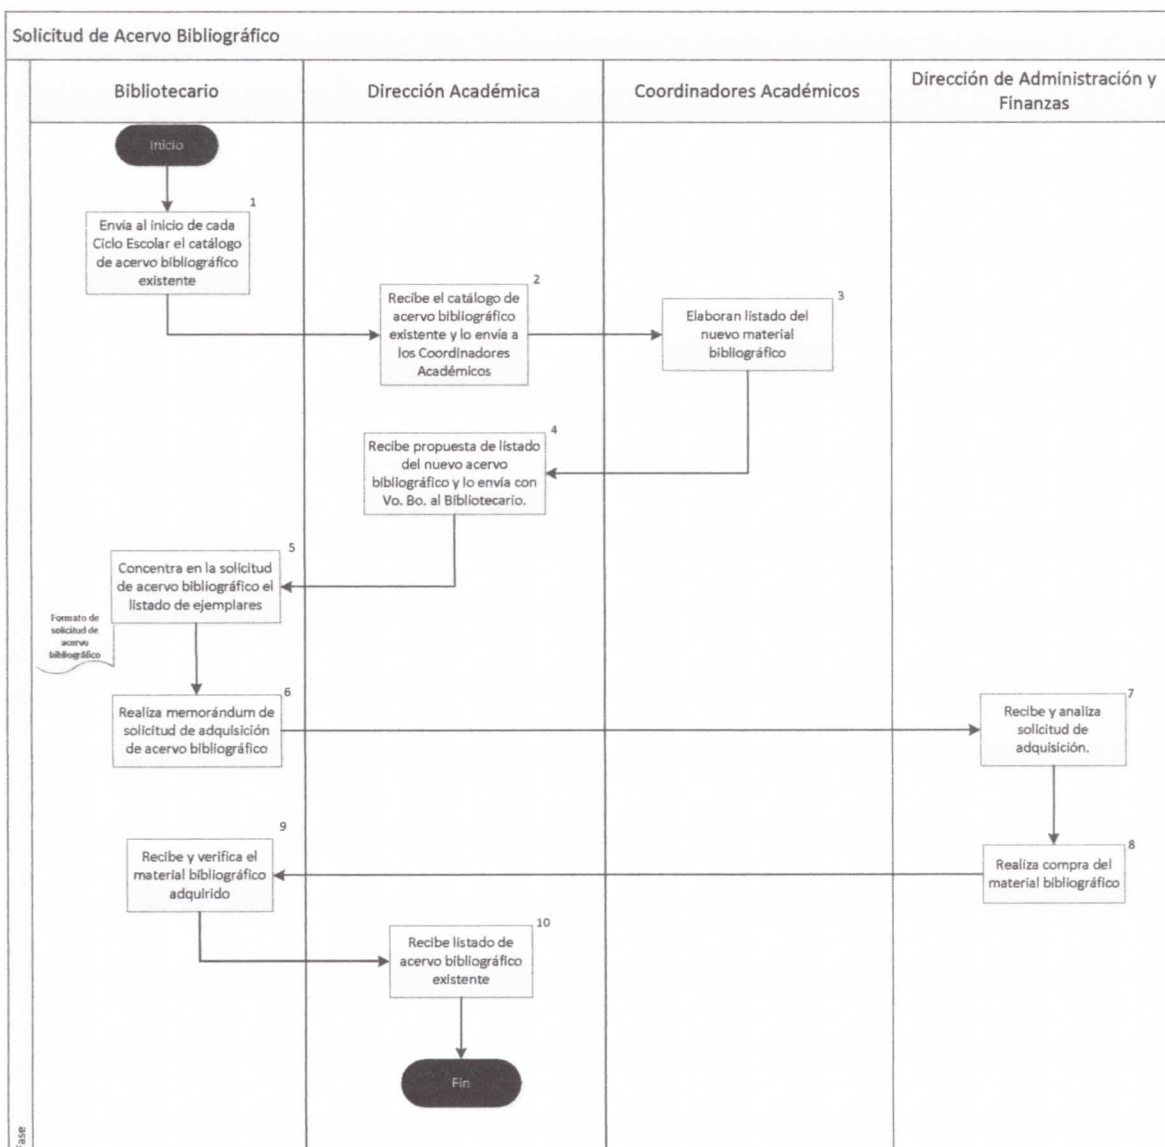 Solicitud de Acervo Bibliográfico
Bibliotecario
Dirección Académica
Coordinadores Académicos
Dirección de Administración y
Finanzas
Inicio
1
Envía al inicio de cada
Ciclo Escolar el catálogo
de acervo bibliográfico
existente
2
Recibe el catálogo de
acervo bibliográfico
existente y lo envía a
los Coordinadores
Académicos
3
Elaboran listado del
nuevo material
bibliográfico
4
Recibe propuesta de listado
del nuevo acervo
bibliográfico y lo envía con
Vo. Bo. al Bibliotecario.
5
Concentra en la solicitud
de acervo bibliográfico el
listado de ejemplares
Formato de
solicitud de
acervo
bibliográfico
6
Realiza memorándum de
solicitud de adquisición
de acervo bibliográfico
7
Recibe y analiza
solicitud de
adquisición.
8
Realiza compra del
material bibliográfico
9
Recibe y verifica el
material bibliográfico
adquirido
10
Recibe listado de
acervo bibliográfico
existente
Fin
Fase